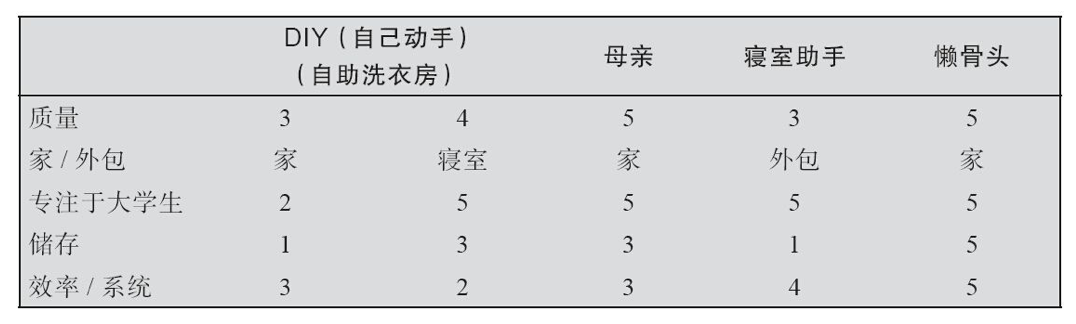 DIY（自己动手） 母亲 寝室助手 懒骨头
（自助洗衣房）
质量 3 4 5 3 5
家 / 外包 家 寝室 家 外包 家
专注于大学生 2 5 5 5 5
储存 1 3 3 1 5
效率 / 系统 3 2 3 4 5